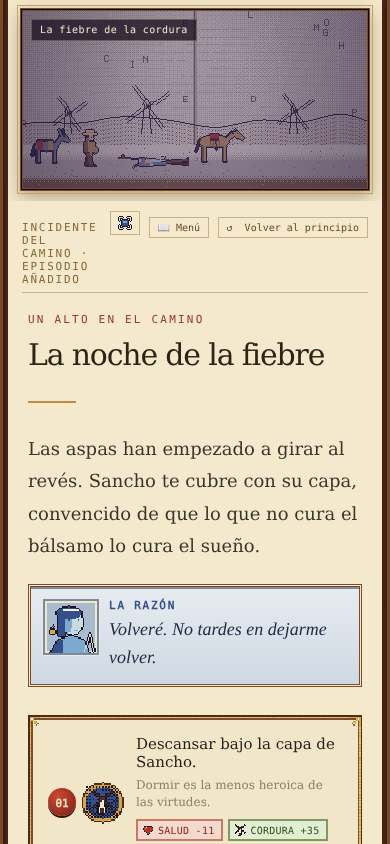 La fiebre de la cordura
L
M O
G
H
C
I
N
E
D
P
INCIDENTE
DEL
CAMINO ·
EPISODIO
AÑADIDO
Menú
↺ Volver al principio
UN ALTO EN EL CAMINO
La noche de la fiebre
Las aspas han empezado a girar al
revés. Sancho te cubre con su capa,
convencido de que lo que no cura el
bálsamo lo cura el sueño.
LA RAZÓN
Volveré. No tardes en dejarme
volver.
01
Descansar bajo la capa de
Sancho.
Dormir es la menos heroica de
las virtudes.
SALUD -11
CORDURA +35